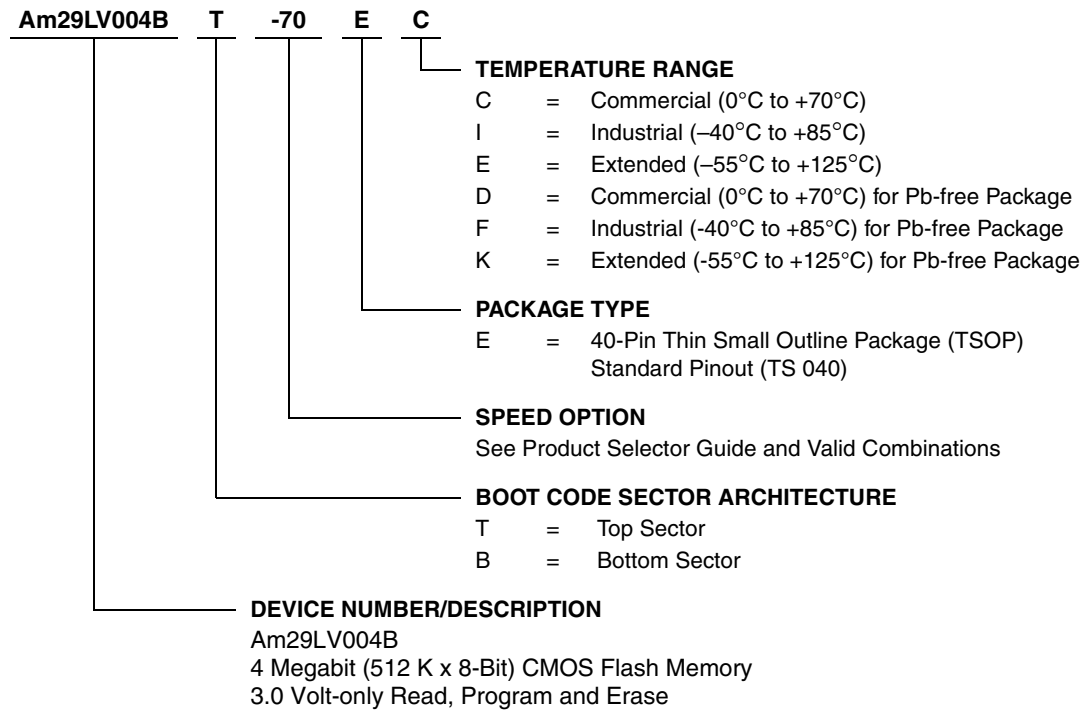 Am29LV004B T -70 E C
TEMPERATURE RANGE
C = Commercial (0°C to +70°C)
I = Industrial (–40°C to +85°C)
E = Extended (–55°C to +125°C)
D = Commercial (0°C to +70°C) for Pb-free Package
F = Industrial (-40°C to +85°C) for Pb-free Package
K = Extended (-55°C to +125°C) for Pb-free Package
PACKAGE TYPE
E = 40-Pin Thin Small Outline Package (TSOP)
Standard Pinout (TS 040)
SPEED OPTION
See Product Selector Guide and Valid Combinations
BOOT CODE SECTOR ARCHITECTURE
T = Top Sector
B = Bottom Sector
DEVICE NUMBER/DESCRIPTION
Am29LV004B
4 Megabit (512 K x 8-Bit) CMOS Flash Memory
3.0 Volt-only Read, Program and Erase